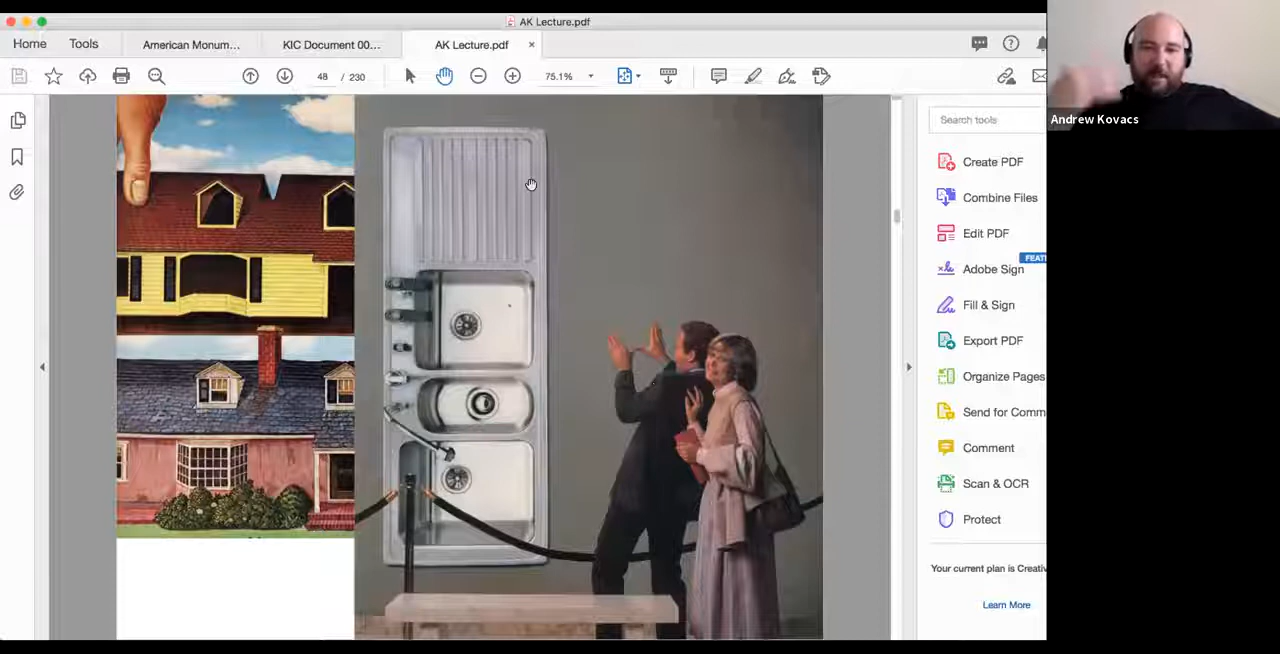 AK Lecture.pdf
Home
Tools
American Monum...
KIC Document 00...
AK Lecture.pdf
×
48 / 230
75.1%
Search tools
Create PDF
Combine Files
Edit PDF
FEAT
Adobe Sign
Fill & Sign
Export PDF
Organize Pages
Send for Comm
Comment
Scan & OCR
Protect
Your current plan is Creativ
Learn More
Andrew Kovacs